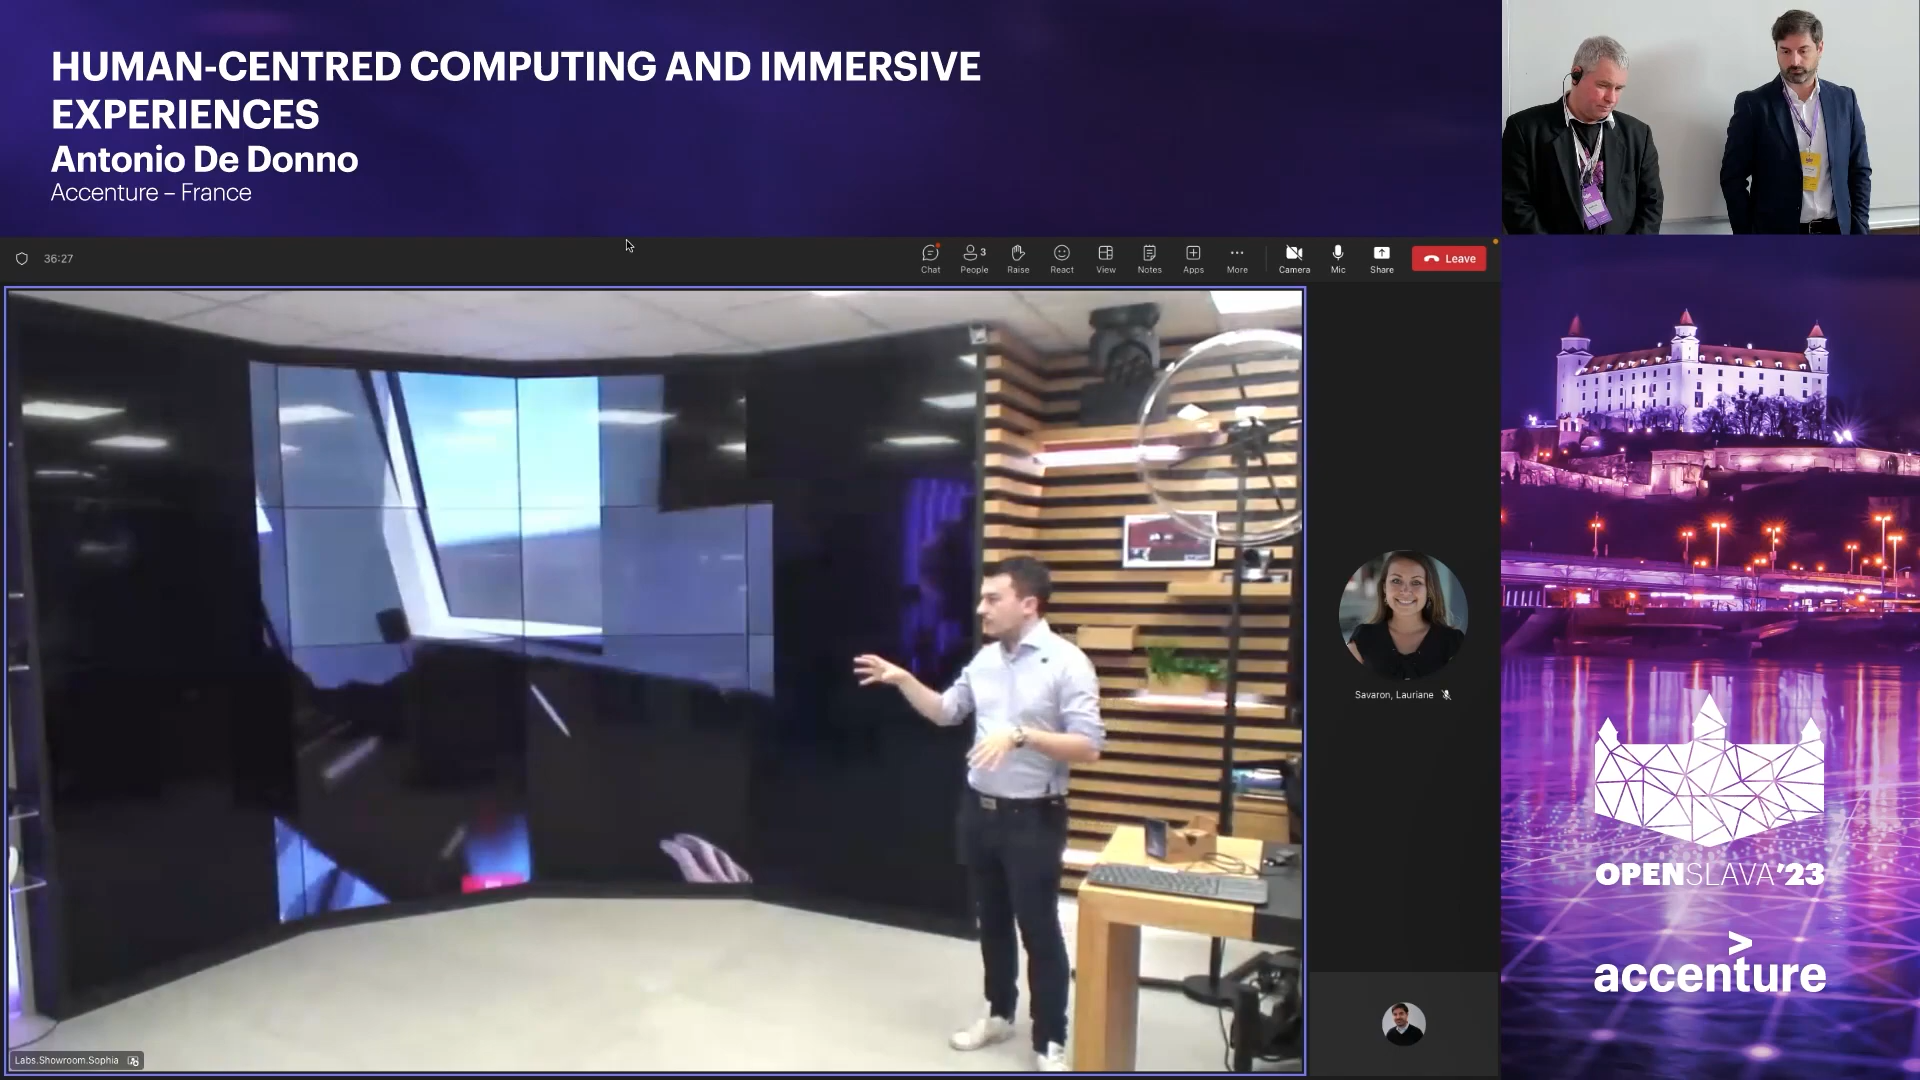 HUMAN-CENTRED COMPUTING AND IMMERSIVE
EXPERIENCES
Antonio De Donno
Accenture – France
36:27
Chat
People
3
Raise
React
View
Notes
Apps
More
Camera
Mic
Share
Leave
Savaron, Lauriane
Labs.Showroom.Sophia
OPENSLAVA'23
>
accenture